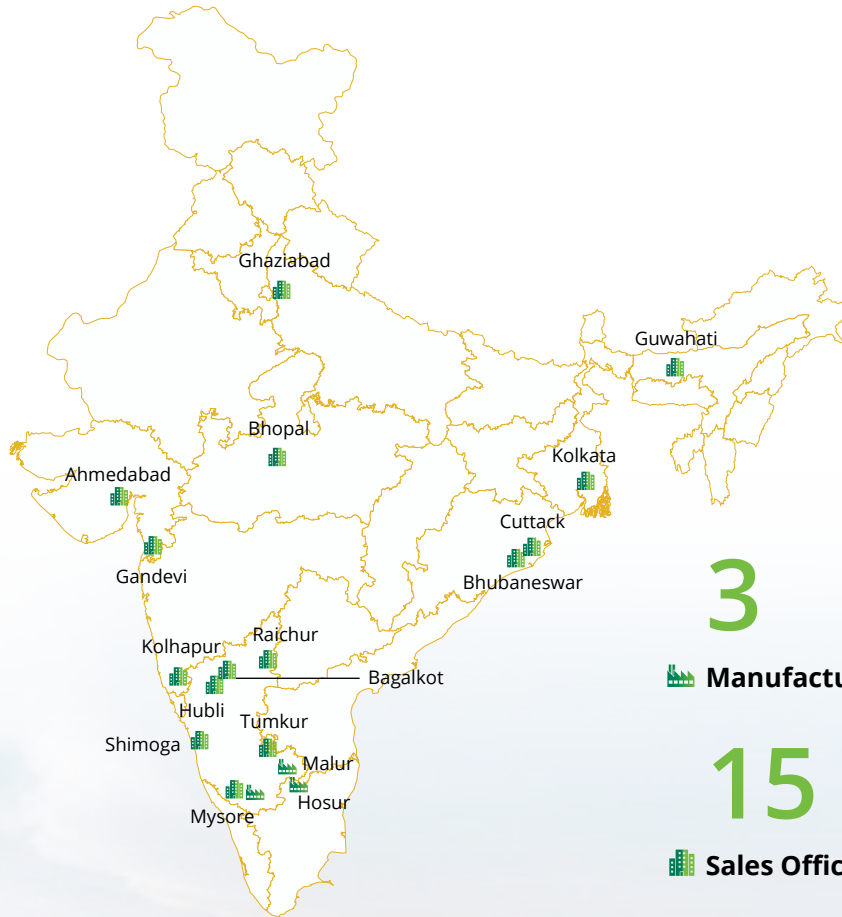 Ghaziabad
Guwahati
Bhopal
Kolkata
Ahmedabad
Cuttack
Gandevi
Bhubaneswar
3
Kolhapur
Raichur
Bagalkot
Manufactu
Hubli
Tumkur
Shimoga
Malur
15
Hosur
Mysore
Sales Offic